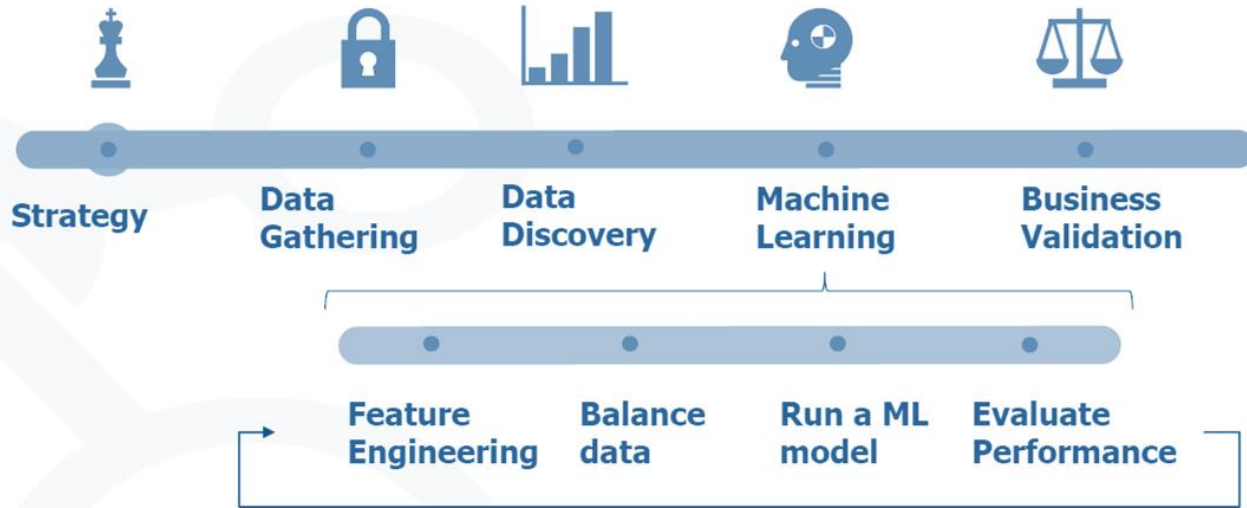 Strategy
Data
Gathering
Data
Discovery
Machine
Learning
Business
Validation
Feature
Engineering
Balance
data
Run a ML
model
Evaluate
Performance